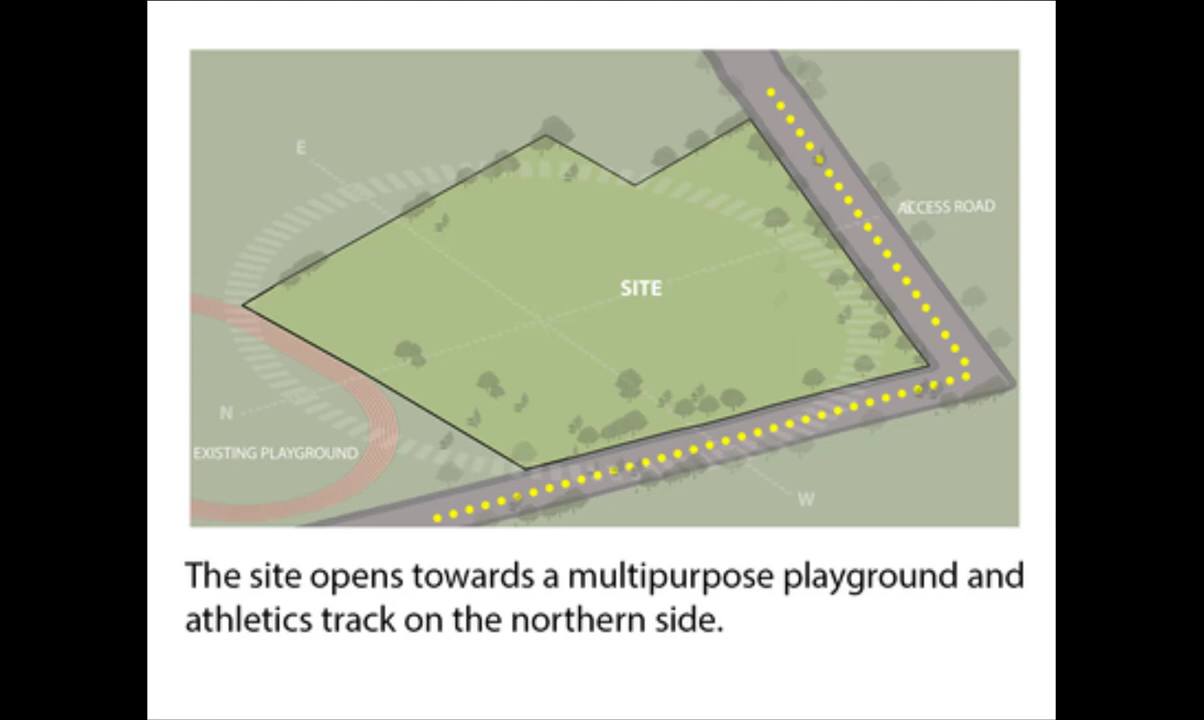 E
ACCESS ROAD
SITE
N
EXISTING PLAYGROUND
W
The site opens towards a multipurpose playground and
athletics track on the northern side.